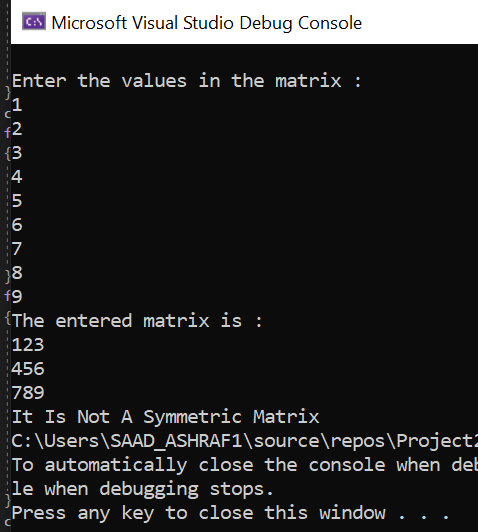 C:\ Microsoft Visual Studio Debug Console
Enter the values in the matrix :
1
2
3
4
5
6
7
8
9
The entered matrix is :
123
456
789
It Is Not A Symmetric Matrix
C:\Users\SAAD_ASHRAF1\source\repos\Project2
To automatically close the console when deb
le when debugging stops.
Press any key to close this window . . .